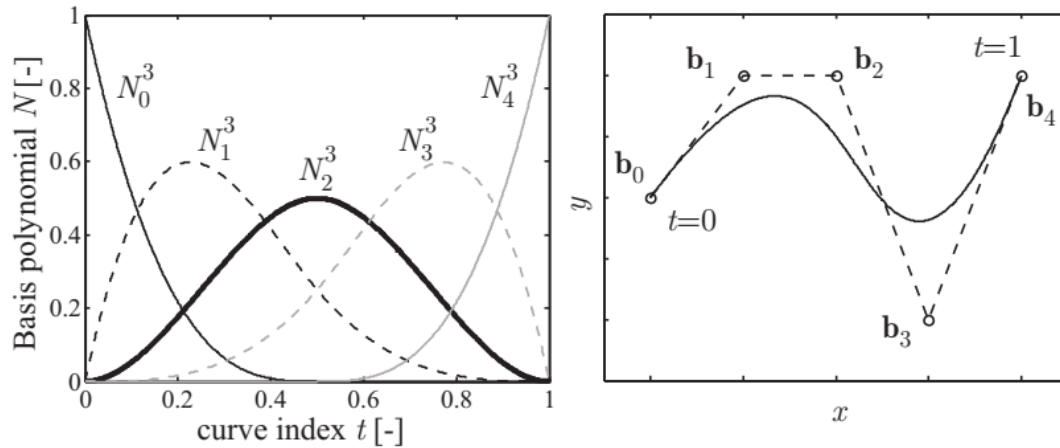 Basis polynomial N [-]
1
0.8
0.6
0.4
0.2
0
N₀³
N₁³
N₂³
N₃³
N₄³
0
0.2
0.4
0.6
0.8
1
curve index t [-]
y
b₀
t=0
b₁
b₂
b₃
t=1
b₄
x